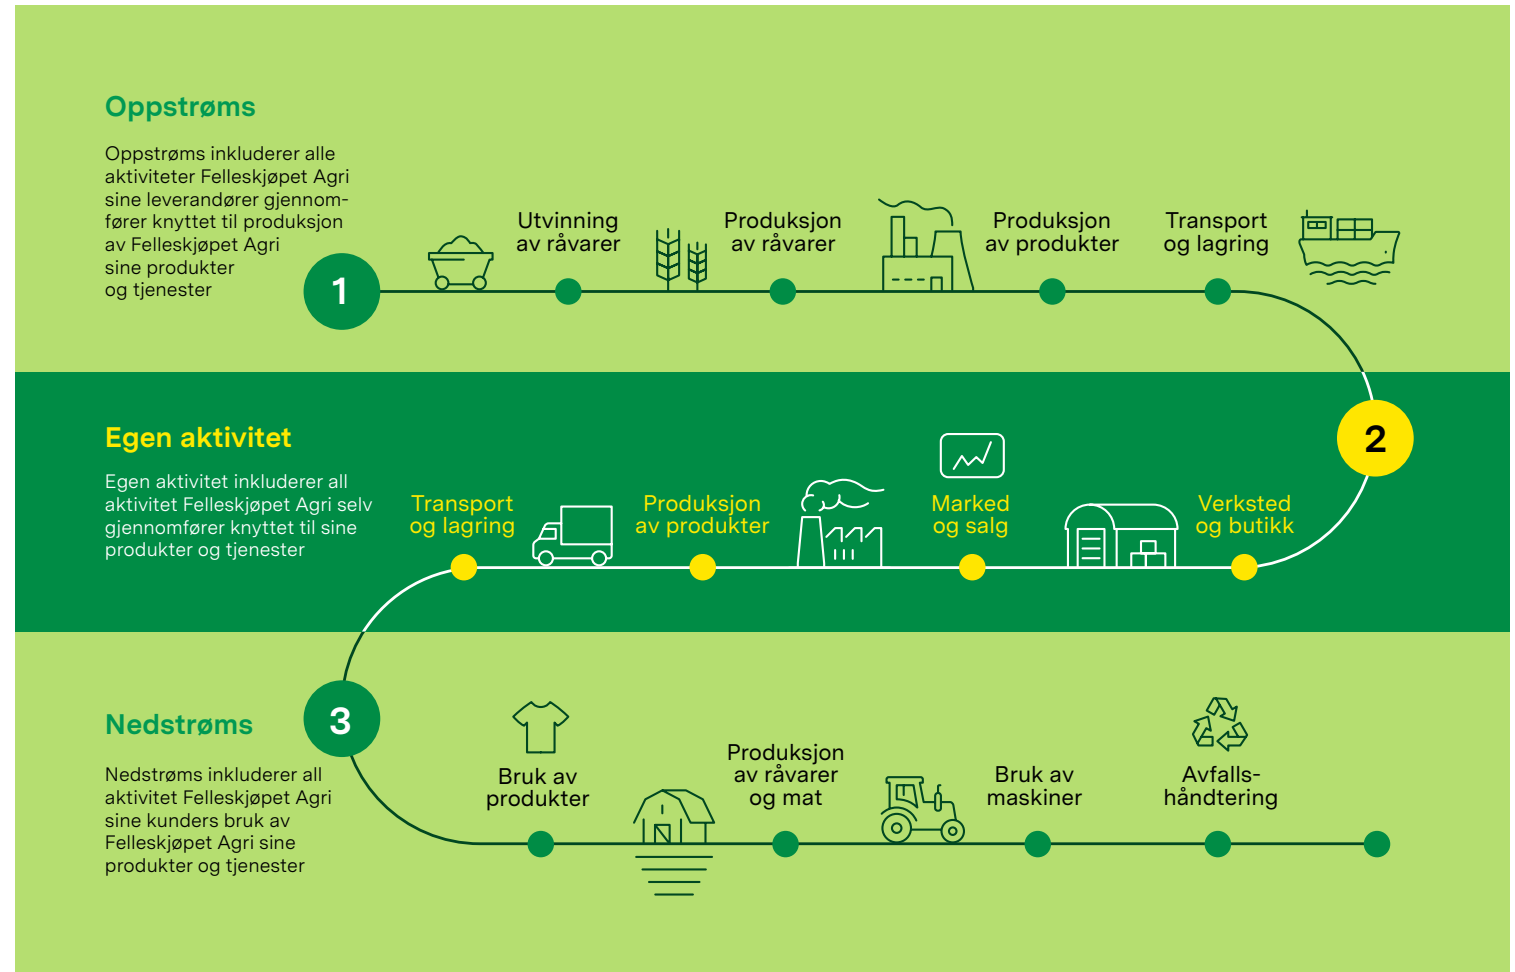 Oppstrøms
Oppstrøms inkluderer alle
aktiviteter Felleskjøpet Agri
sine leverandører gjennom-
fører knyttet til produksjon
av Felleskjøpet Agri
sine produkter
og tjenester
1
Utvinning
av råvarer
Produksjon
av råvarer
Produksjon
av produkter
Transport
og lagring
Egen aktivitet
Egen aktivitet inkluderer all
aktivitet Felleskjøpet Agri selv
gjennomfører knyttet til sine
produkter og tjenester
2
Transport
og lagring
Produksjon
av produkter
Marked
og salg
Verksted
og butikk
Nedstrøms
3
Nedstrøms inkluderer all
aktivitet Felleskjøpet Agri
sine kunders bruk av
Felleskjøpet Agri sine
produkter og tjenester
Bruk av
produkter
Produksjon
av råvarer
og mat
Bruk av
maskiner
Avfalls-
håndtering